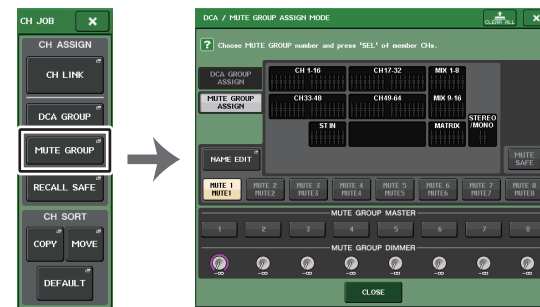 CH JOB
CH ASSIGN
CH LINK
DCA GROUP
MUTE GROUP
RECALL SAFE
CH SORT
COPY
MOVE
DEFAULT
DCA / MUTE GROUP ASSIGN MODE
CLEAR ALL
? Choose MUTE GROUP number and press 'SEL' of member CHs.
DCA GROUP
ASSIGN
MUTE GROUP
ASSIGN
NAME EDIT
CH 1-16
CH17-32
MIX 1-8
CH33-48
CH49-64
MIX 9-16
STEREO
/MONO
ST IN
MATRIX
MUTE
SAFE
MUTE 1 MUTE 2 MUTE 3 MUTE 4 MUTE 5 MUTE 6 MUTE 7 MUTE 8
MUTE1 MUTE2 MUTE3 MUTE4 MUTE5 MUTE6 MUTE7 MUTE8
MUTE GROUP MASTER
1 2 3 4 5 6 7 8
MUTE GROUP DIMMER
-∞ -∞ -∞ -∞ -∞ -∞ -∞ -∞
CLOSE